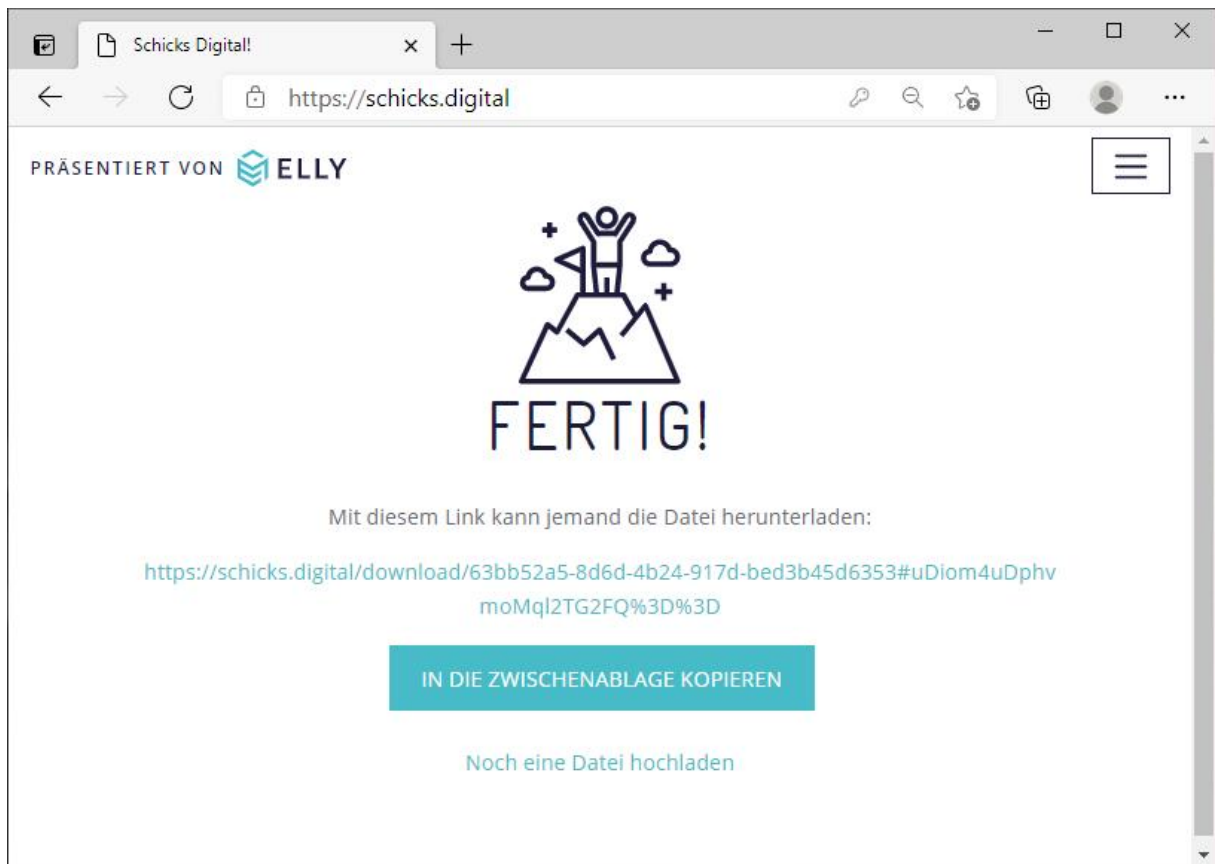 Schicks Digital!
https://schicks.digital
PRÄSENTIERT VON ELLY
FERTIG!
Mit diesem Link kann jemand die Datei herunterladen:
https://schicks.digital/download/63bb52a5-8d6d-4b24-917d-bed3b45d6353#uDiom4uDphv
moMql2TG2FQ%3D%3D
IN DIE ZWISCHENABLAGE KOPIEREN
Noch eine Datei hochladen